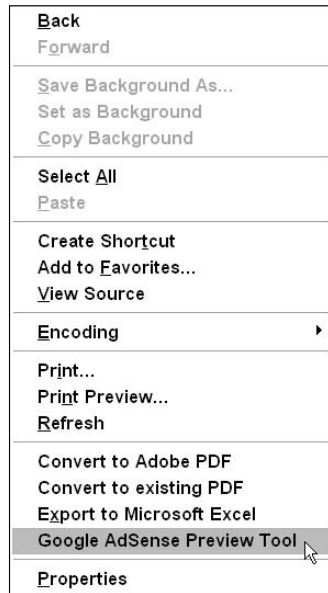 Back
Forward
Save Background As...
Set as Background
Copy Background
Select All
Paste
Create Shortcut
Add to Favorites...
View Source
Encoding
Print...
Print Preview...
Refresh
Convert to Adobe PDF
Convert to existing PDF
Export to Microsoft Excel
Google AdSense Preview Tool
Properties